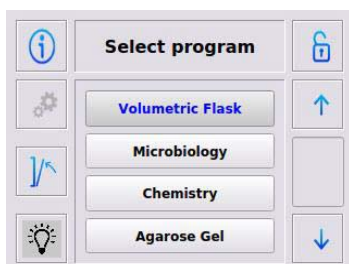 Select program
Volumetric Flask
Microbiology
Chemistry
Agarose Gel